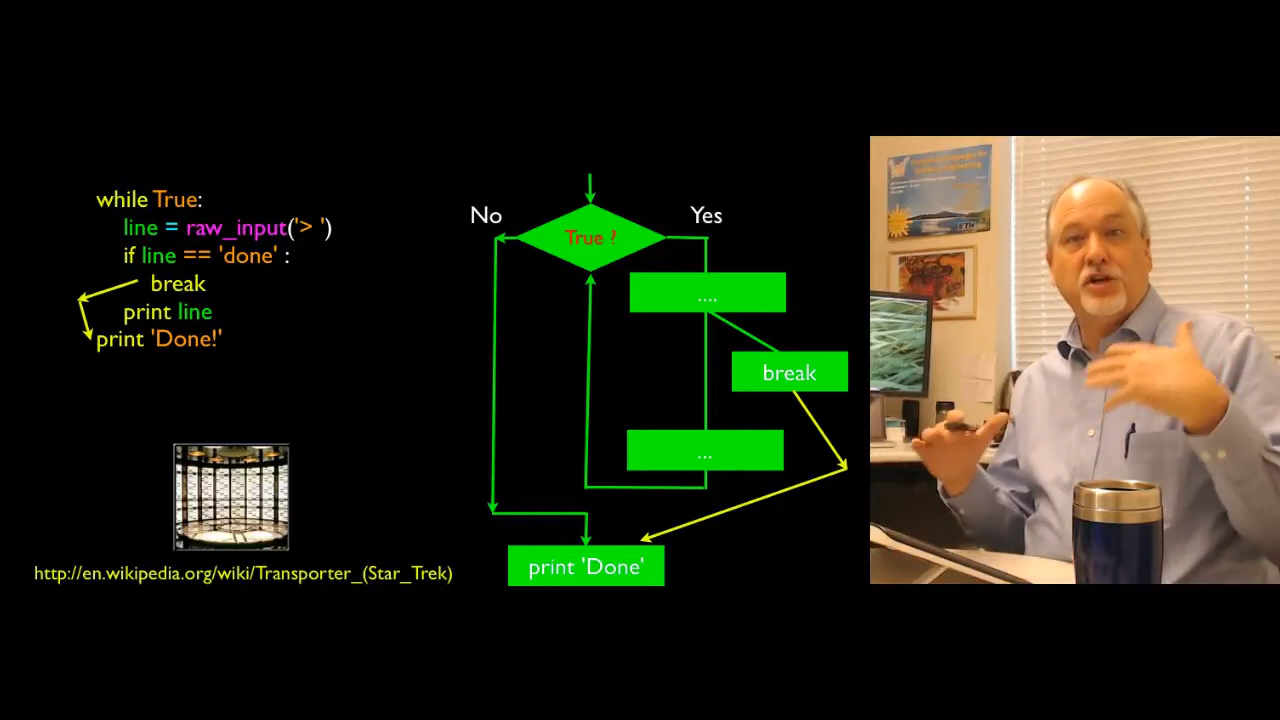 while True:
line = raw_input('> ')
if line == 'done' :
break
print line
print 'Done!'
http://en.wikipedia.org/wiki/Transporter_(Star_Trek)
No
Yes
True ?
....
break
...
print 'Done'
ETH